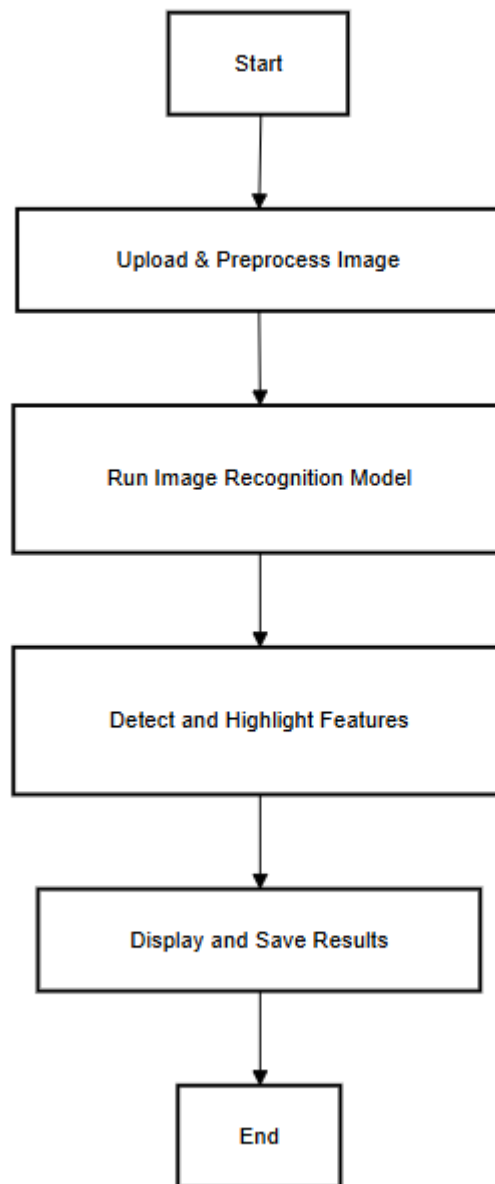 Start
Upload & Preprocess Image
Run Image Recognition Model
Detect and Highlight Features
Display and Save Results
End